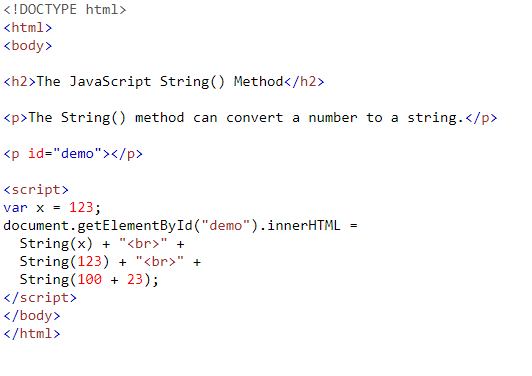 <!DOCTYPE html>
<html>
<body>
<h2>The JavaScript String() Method</h2>
<p>The String() method can convert a number to a string.</p>
<p id="demo"></p>
<script>
var x = 123;
document.getElementById("demo").innerHTML =
String(x) + "<br>" +
String(123) + "<br>" +
String(100 + 23);
</script>
</body>
</html>